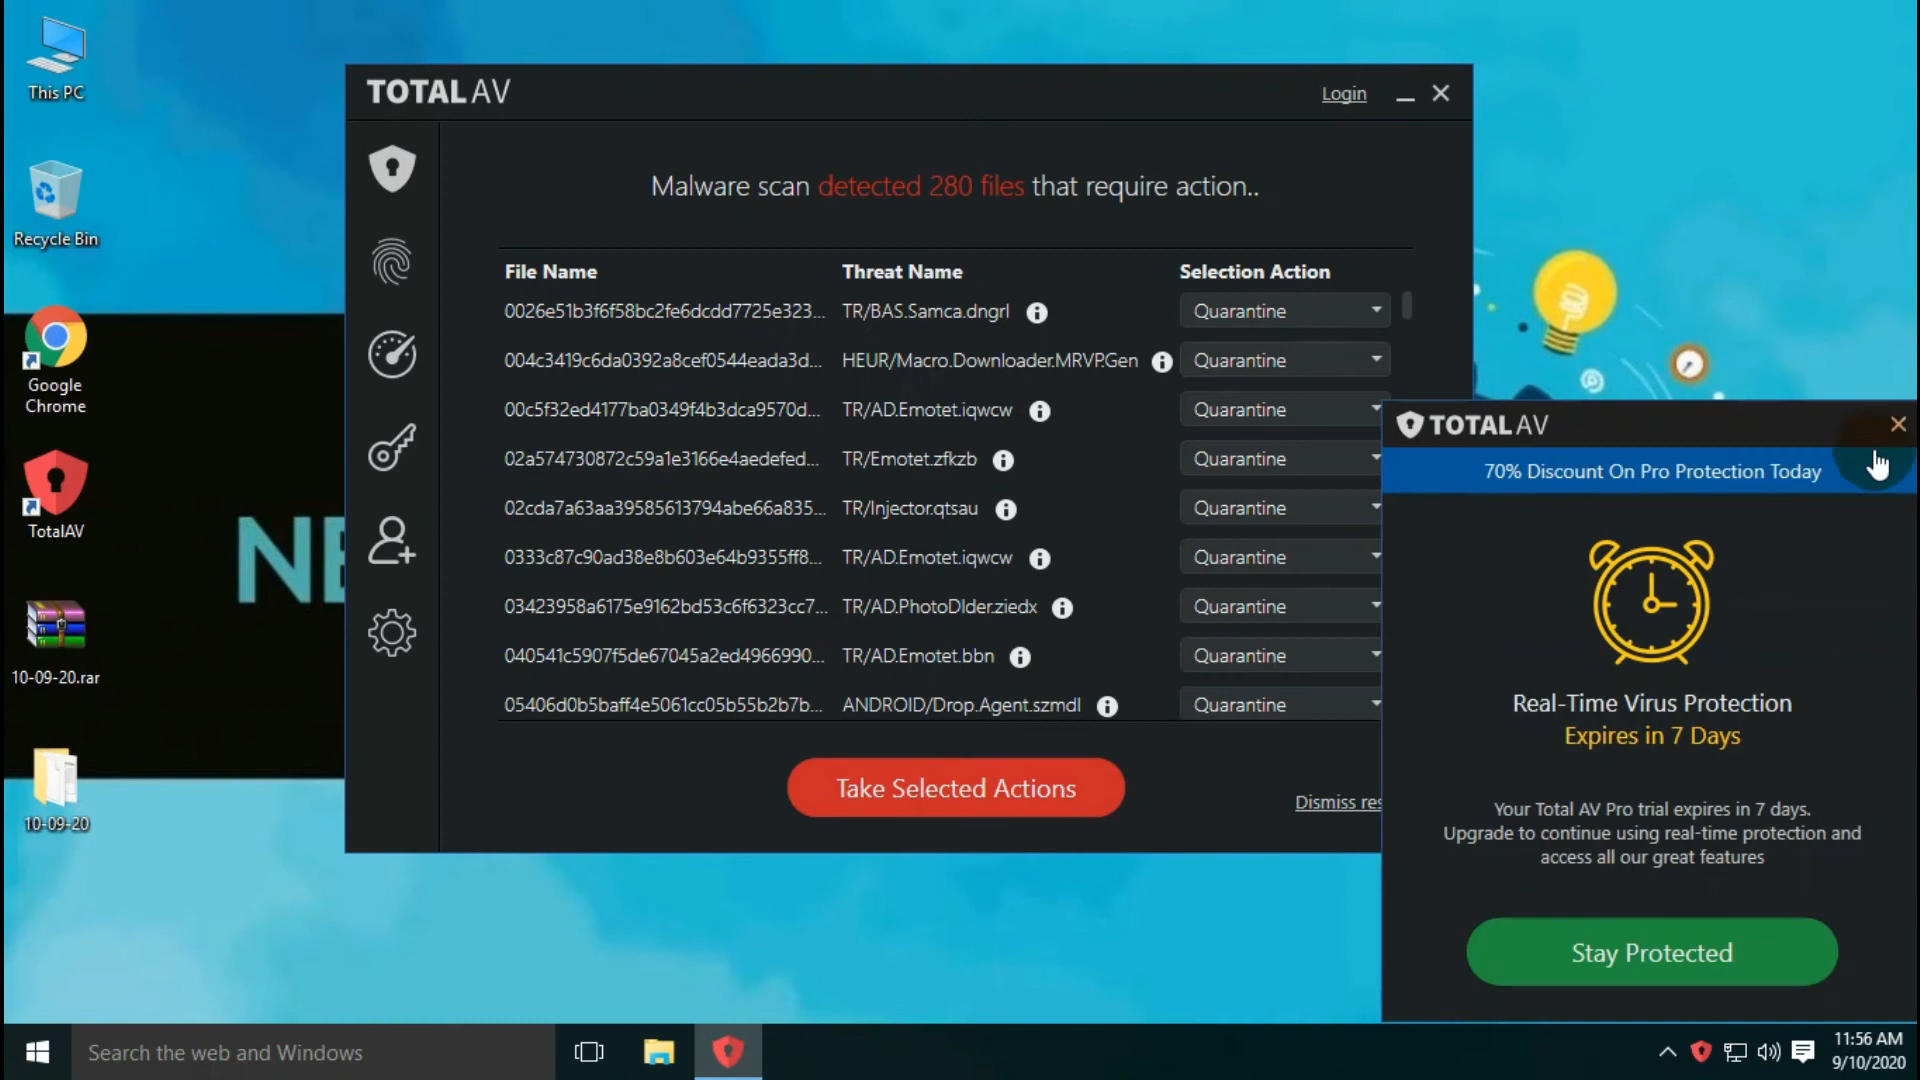 This PC
Recycle Bin
Google
Chrome
TotalAV
10-09-20.rar
10-09-20
NE
TOTAL AV
Login
Malware scan detected 280 files that require action..
File Name Threat Name Selection Action
0026e51b3f6f58bc2fe6dcdd7725e323... TR/BAS.Samca.dngrl Quarantine
004c3419c6da0392a8cef0544eada3d... HEUR/Macro.Downloader.MRVP.Gen Quarantine
00c5f32ed4177ba0349f4b3dca9570d... TR/AD.Emotet.iqwcw Quarantine
02a574730872c59a1e3166e4aedefed... TR/Emotet.zfkzb Quarantine
02cda7a63aa39585613794abe66a835... TR/Injector.qtsau Quarantine
0333c87c90ad38e8b603e64b9355ff8... TR/AD.Emotet.iqwcw Quarantine
03423958a6175e9162bd53c6f6323cc7... TR/AD.PhotoDlder.ziedx Quarantine
040541c5907f5de67045a2ed4966990... TR/AD.Emotet.bbn Quarantine
05406d0b5baff4e5061cc05b55b2b7b... ANDROID/Drop.Agent.szmdl Quarantine
Take Selected Actions
Dismiss res
TOTAL AV
70% Discount On Pro Protection Today
Real-Time Virus Protection
Expires in 7 Days
Your Total AV Pro trial expires in 7 days.
Upgrade to continue using real-time protection and
access all our great features
Stay Protected
Search the web and Windows
11:56 AM
9/10/2020